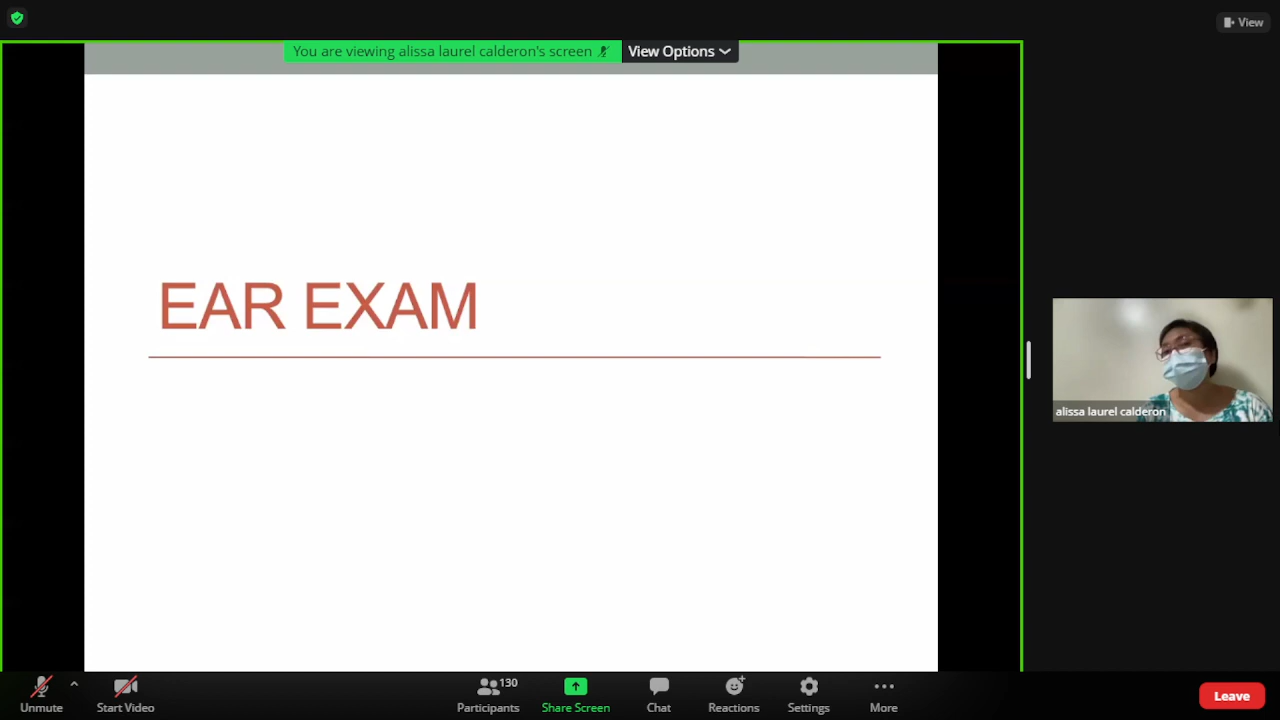 View
You are viewing alissa laurel calderon's screen
View Options
EAR EXAM
alissa laurel calderon
Unmute
Start Video
Participants
130
Share Screen
Chat
Reactions
Settings
More
Leave